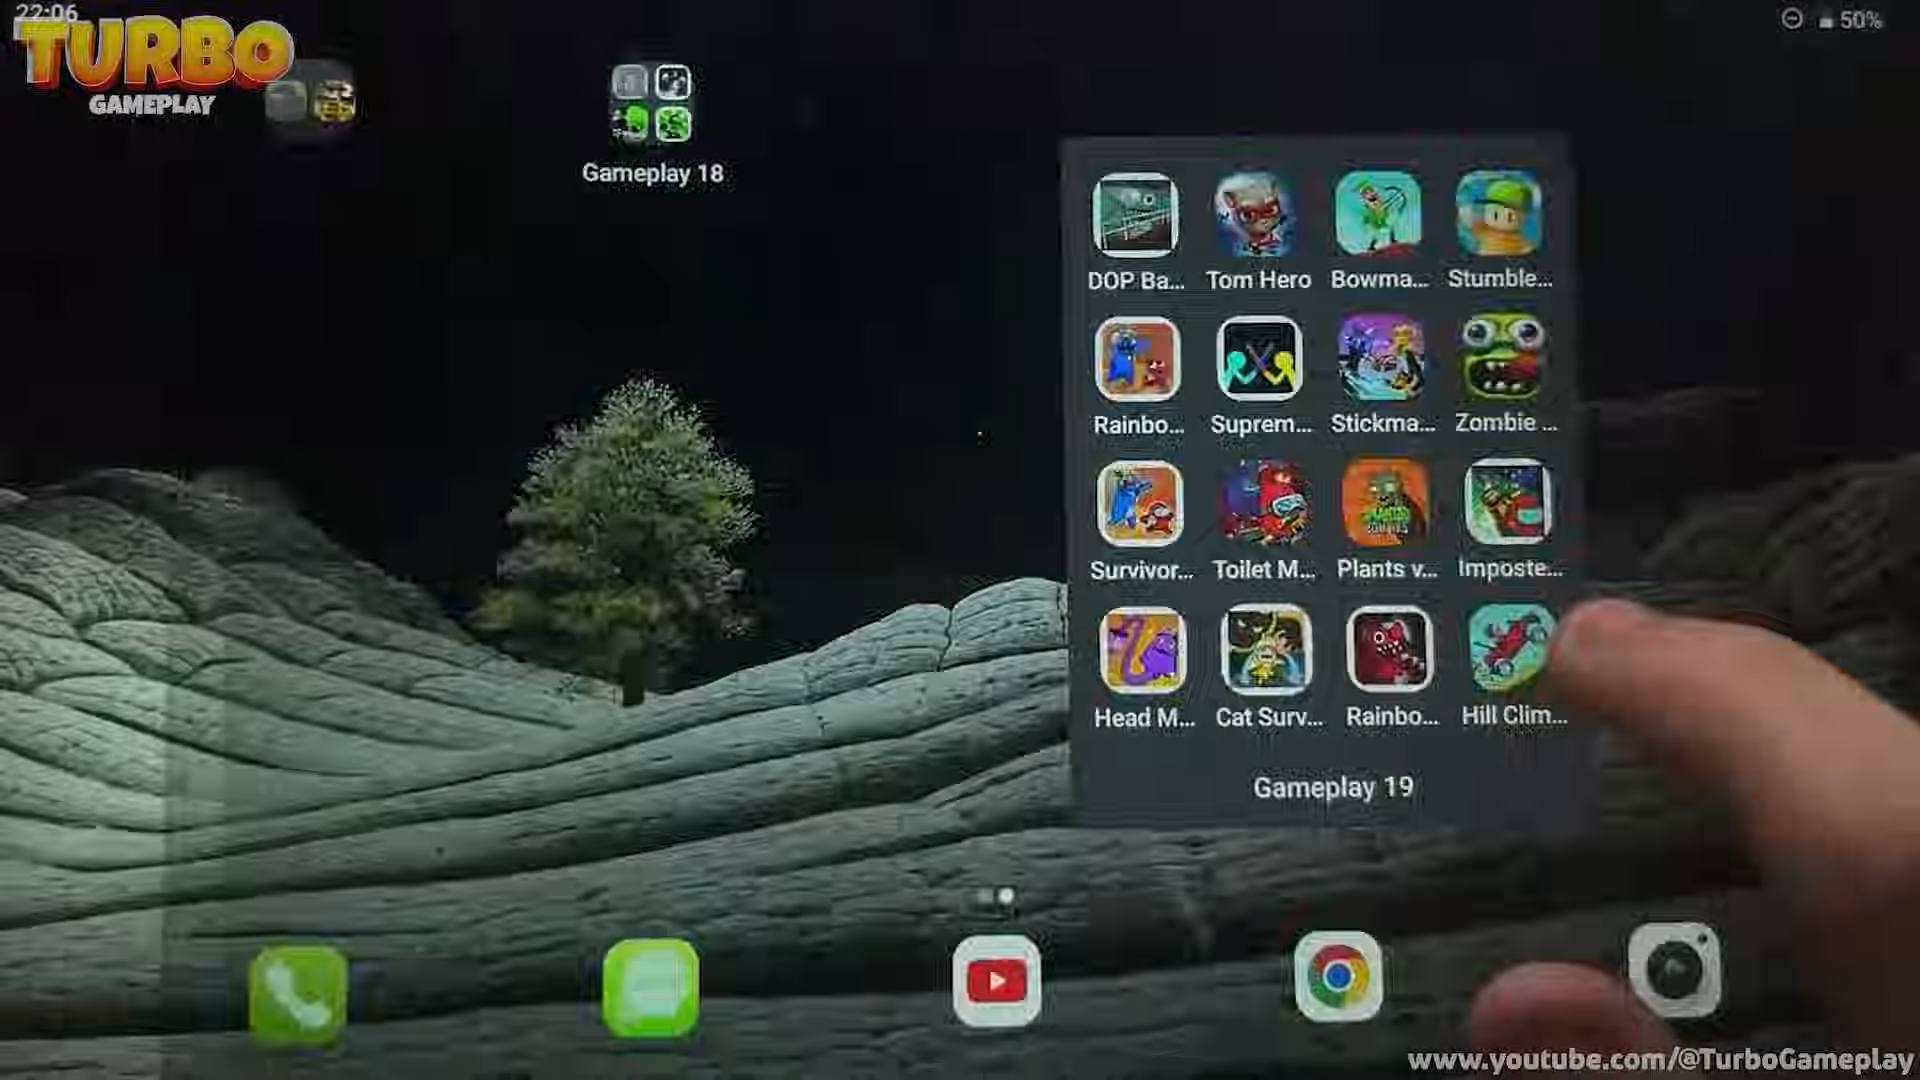 22:06
50%
TURBO
GAMEPLAY
Gameplay 18
DOP Ba... Tom Hero Bowma... Stumble...
Rainbo... Suprem... Stickma... Zombie ...
Survivor... Toilet M... Plants v... Imposte...
Head M... Cat Surv... Rainbo... Hill Clim...
Gameplay 19
www.youtube.com/@TurboGameplay